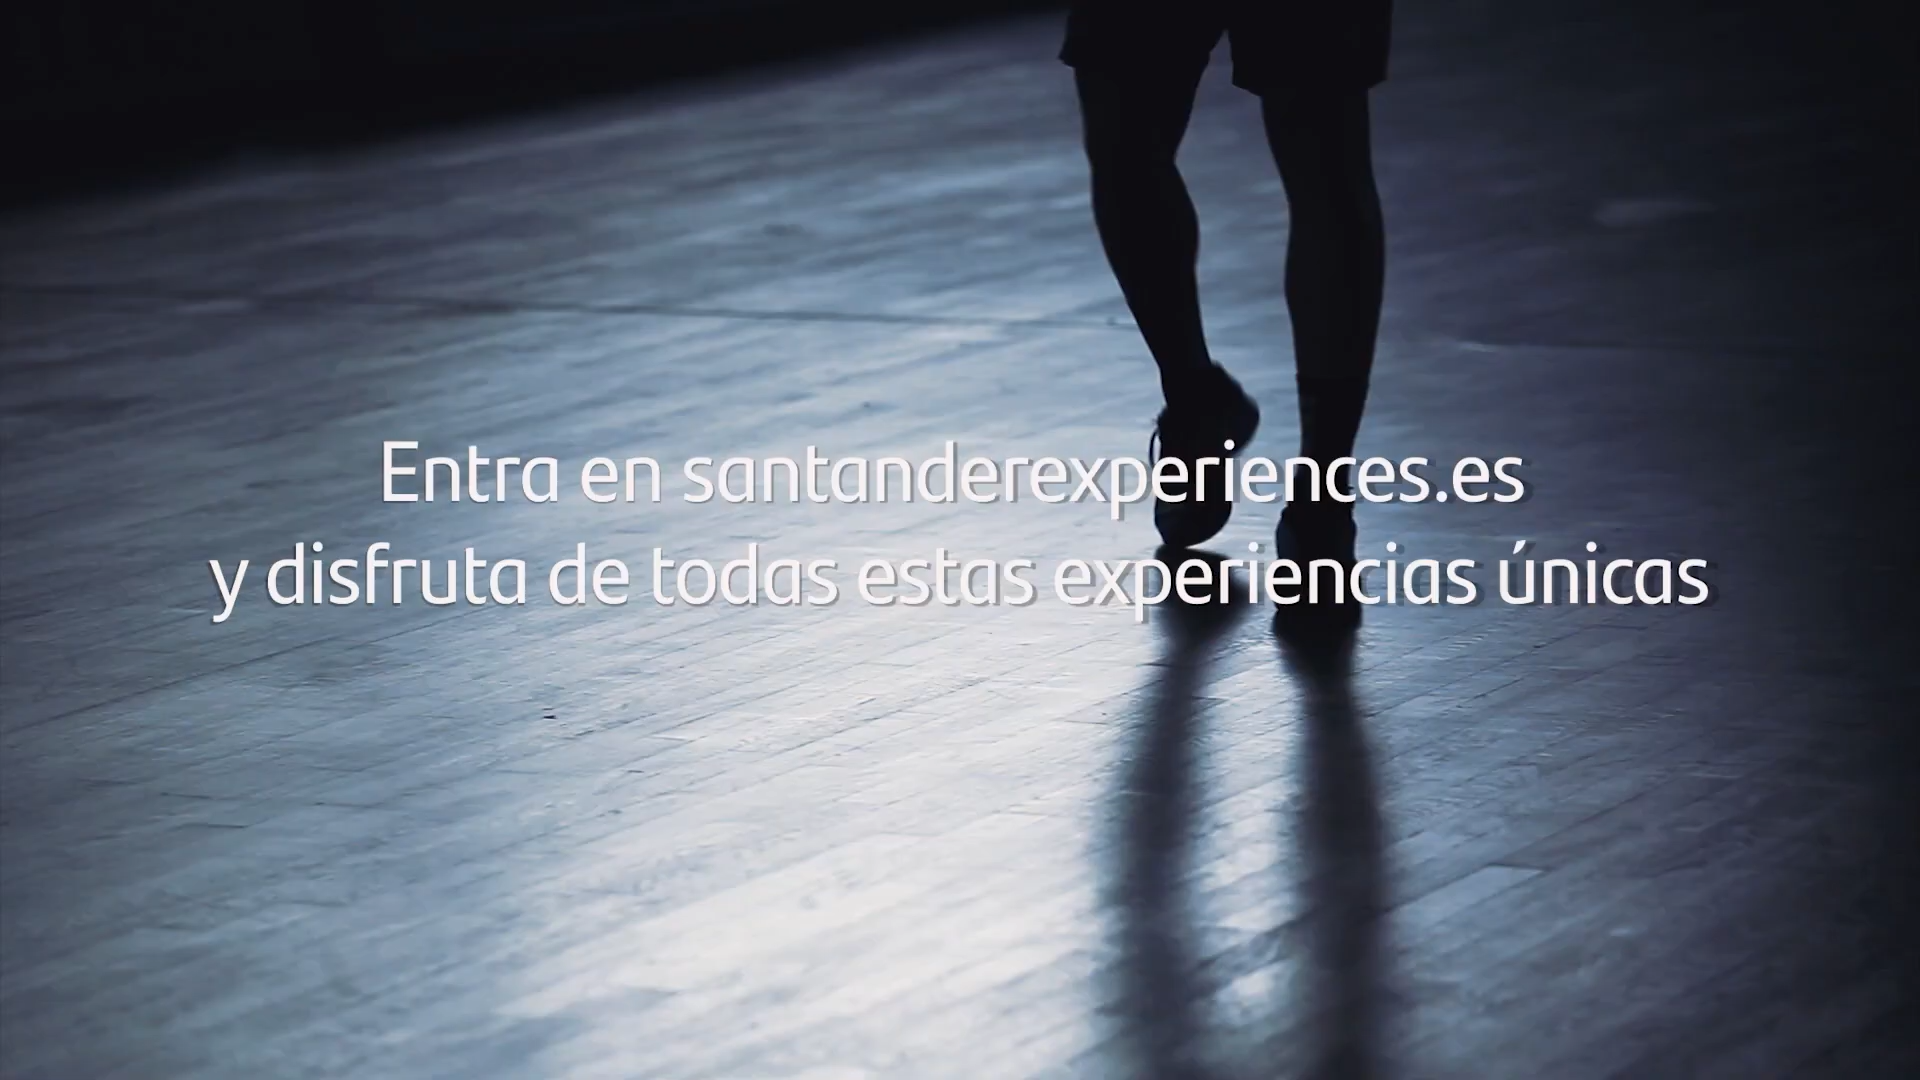 Entra en santanderexperiences.es
y disfruta de todas estas experiencias únicas